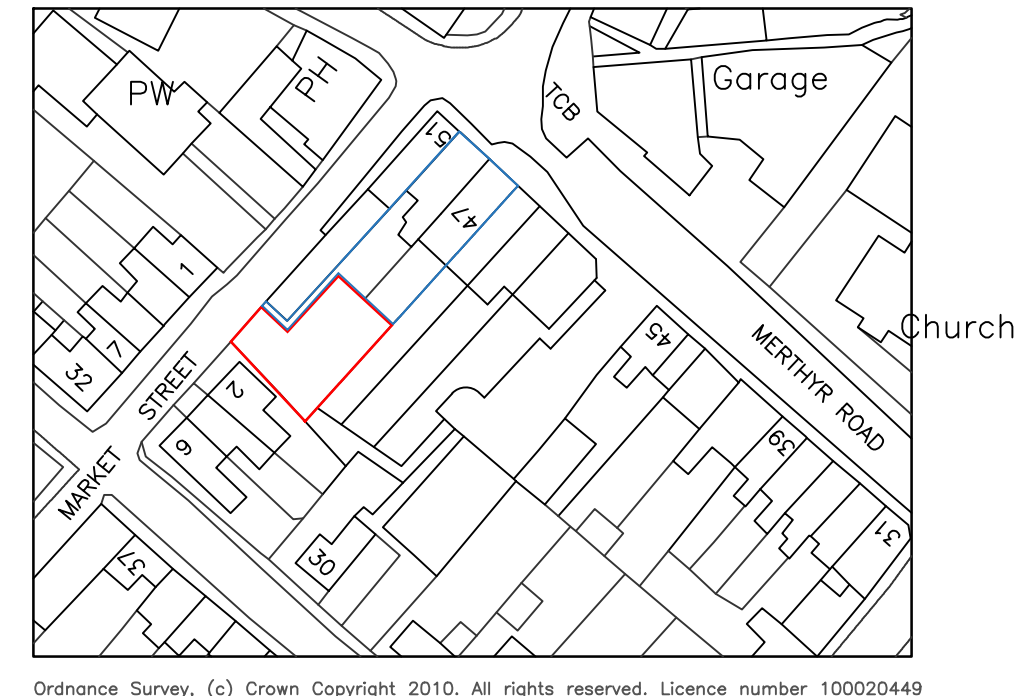 PW
PH
Garage
TCB
51
47
1
7
32
Church
45
MERTHYR ROAD
STREET
2
39
6
MARKET
31
30
37
Ordnance Survey, (c) Crown Copyright 2010. All rights reserved. Licence number 100020449